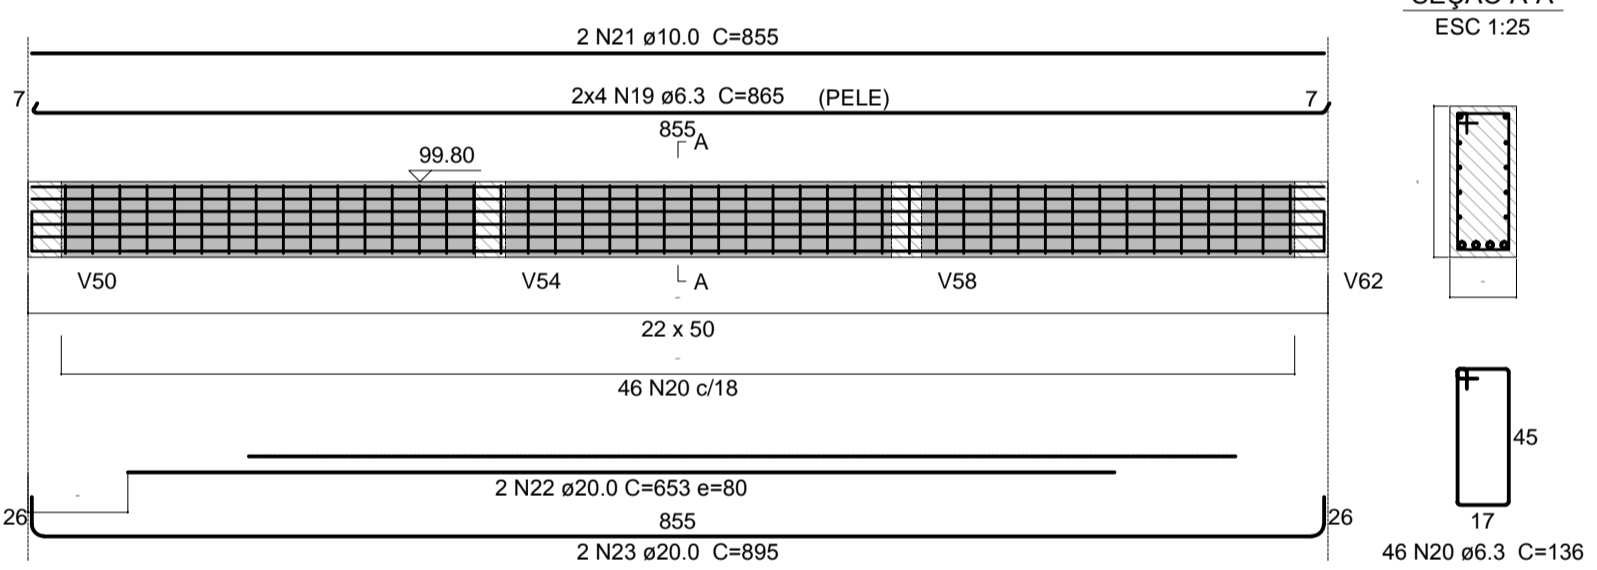 SEÇÃO A-A
ESC 1:25
2 N21 ø10.0 C=855
7
2x4 N19 ø6.3 C=865 (PELE)
7
855
A
99.80
V50
V54
A
V58
V62
22 x 50
46 N20 c/18
2 N22 ø20.0 C=653 e=80
26
855
26
2 N23 ø20.0 C=895
45
17
46 N20 ø6.3 C=136